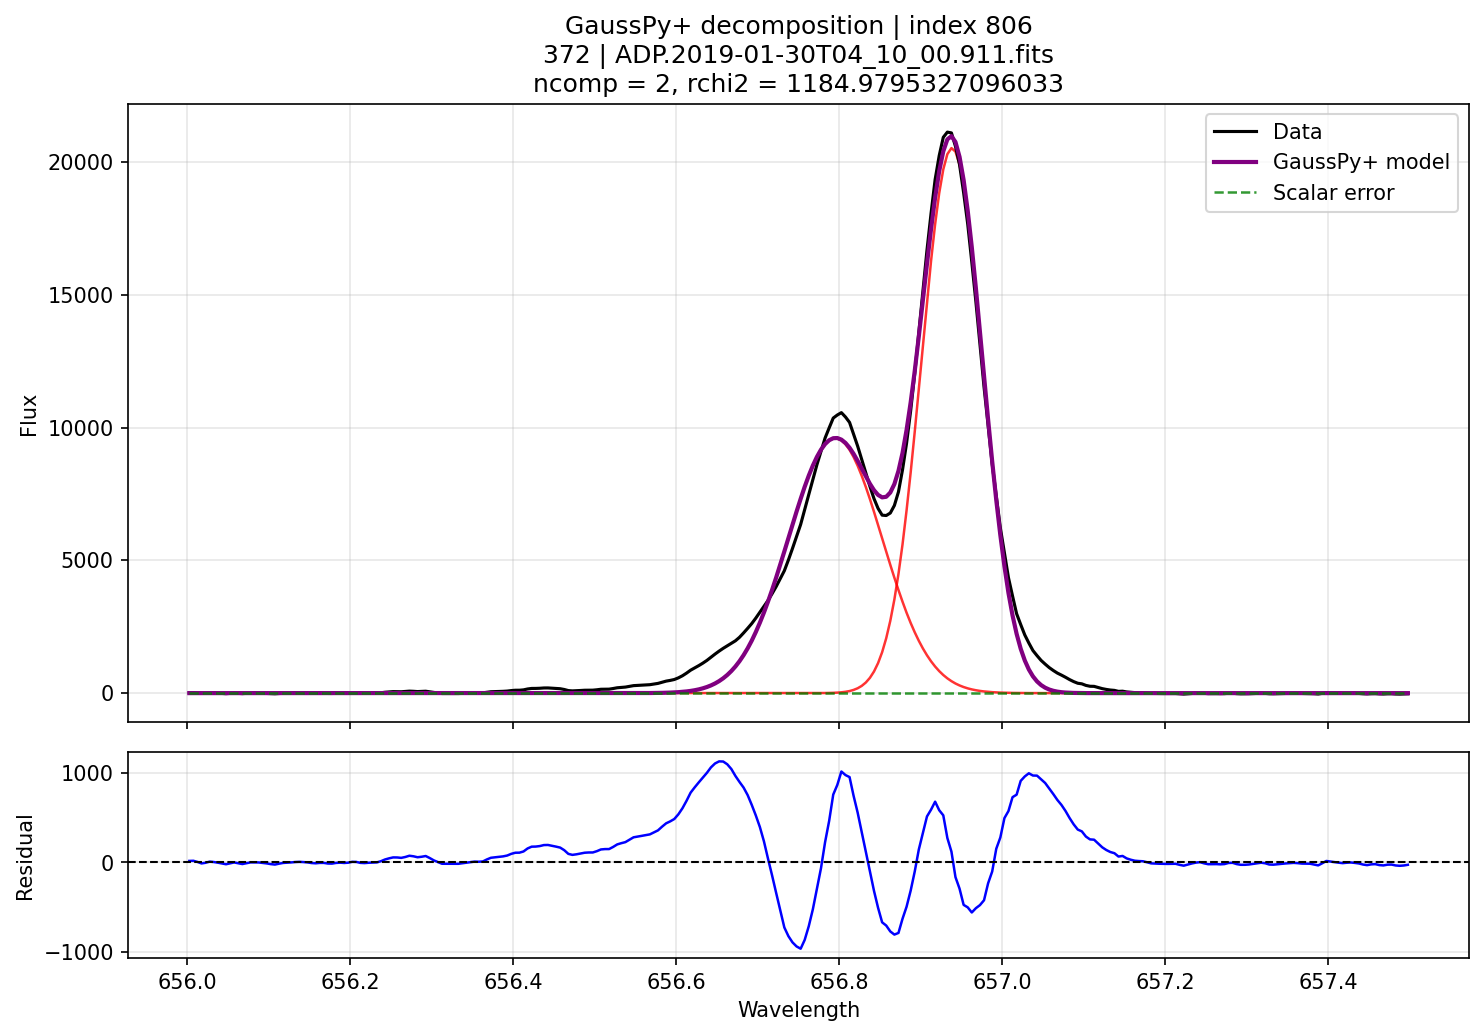 GaussPy+ decomposition | index 806
372 | ADP.2019-01-30T04_10_00.911.fits
ncomp = 2, rchi2 = 1184.9795327096033
Data
GaussPy+ model
Scalar error
Flux
20000
15000
10000
5000
0
Residual
1000
0
−1000
656.0 656.2 656.4 656.6 656.8 657.0 657.2 657.4
Wavelength